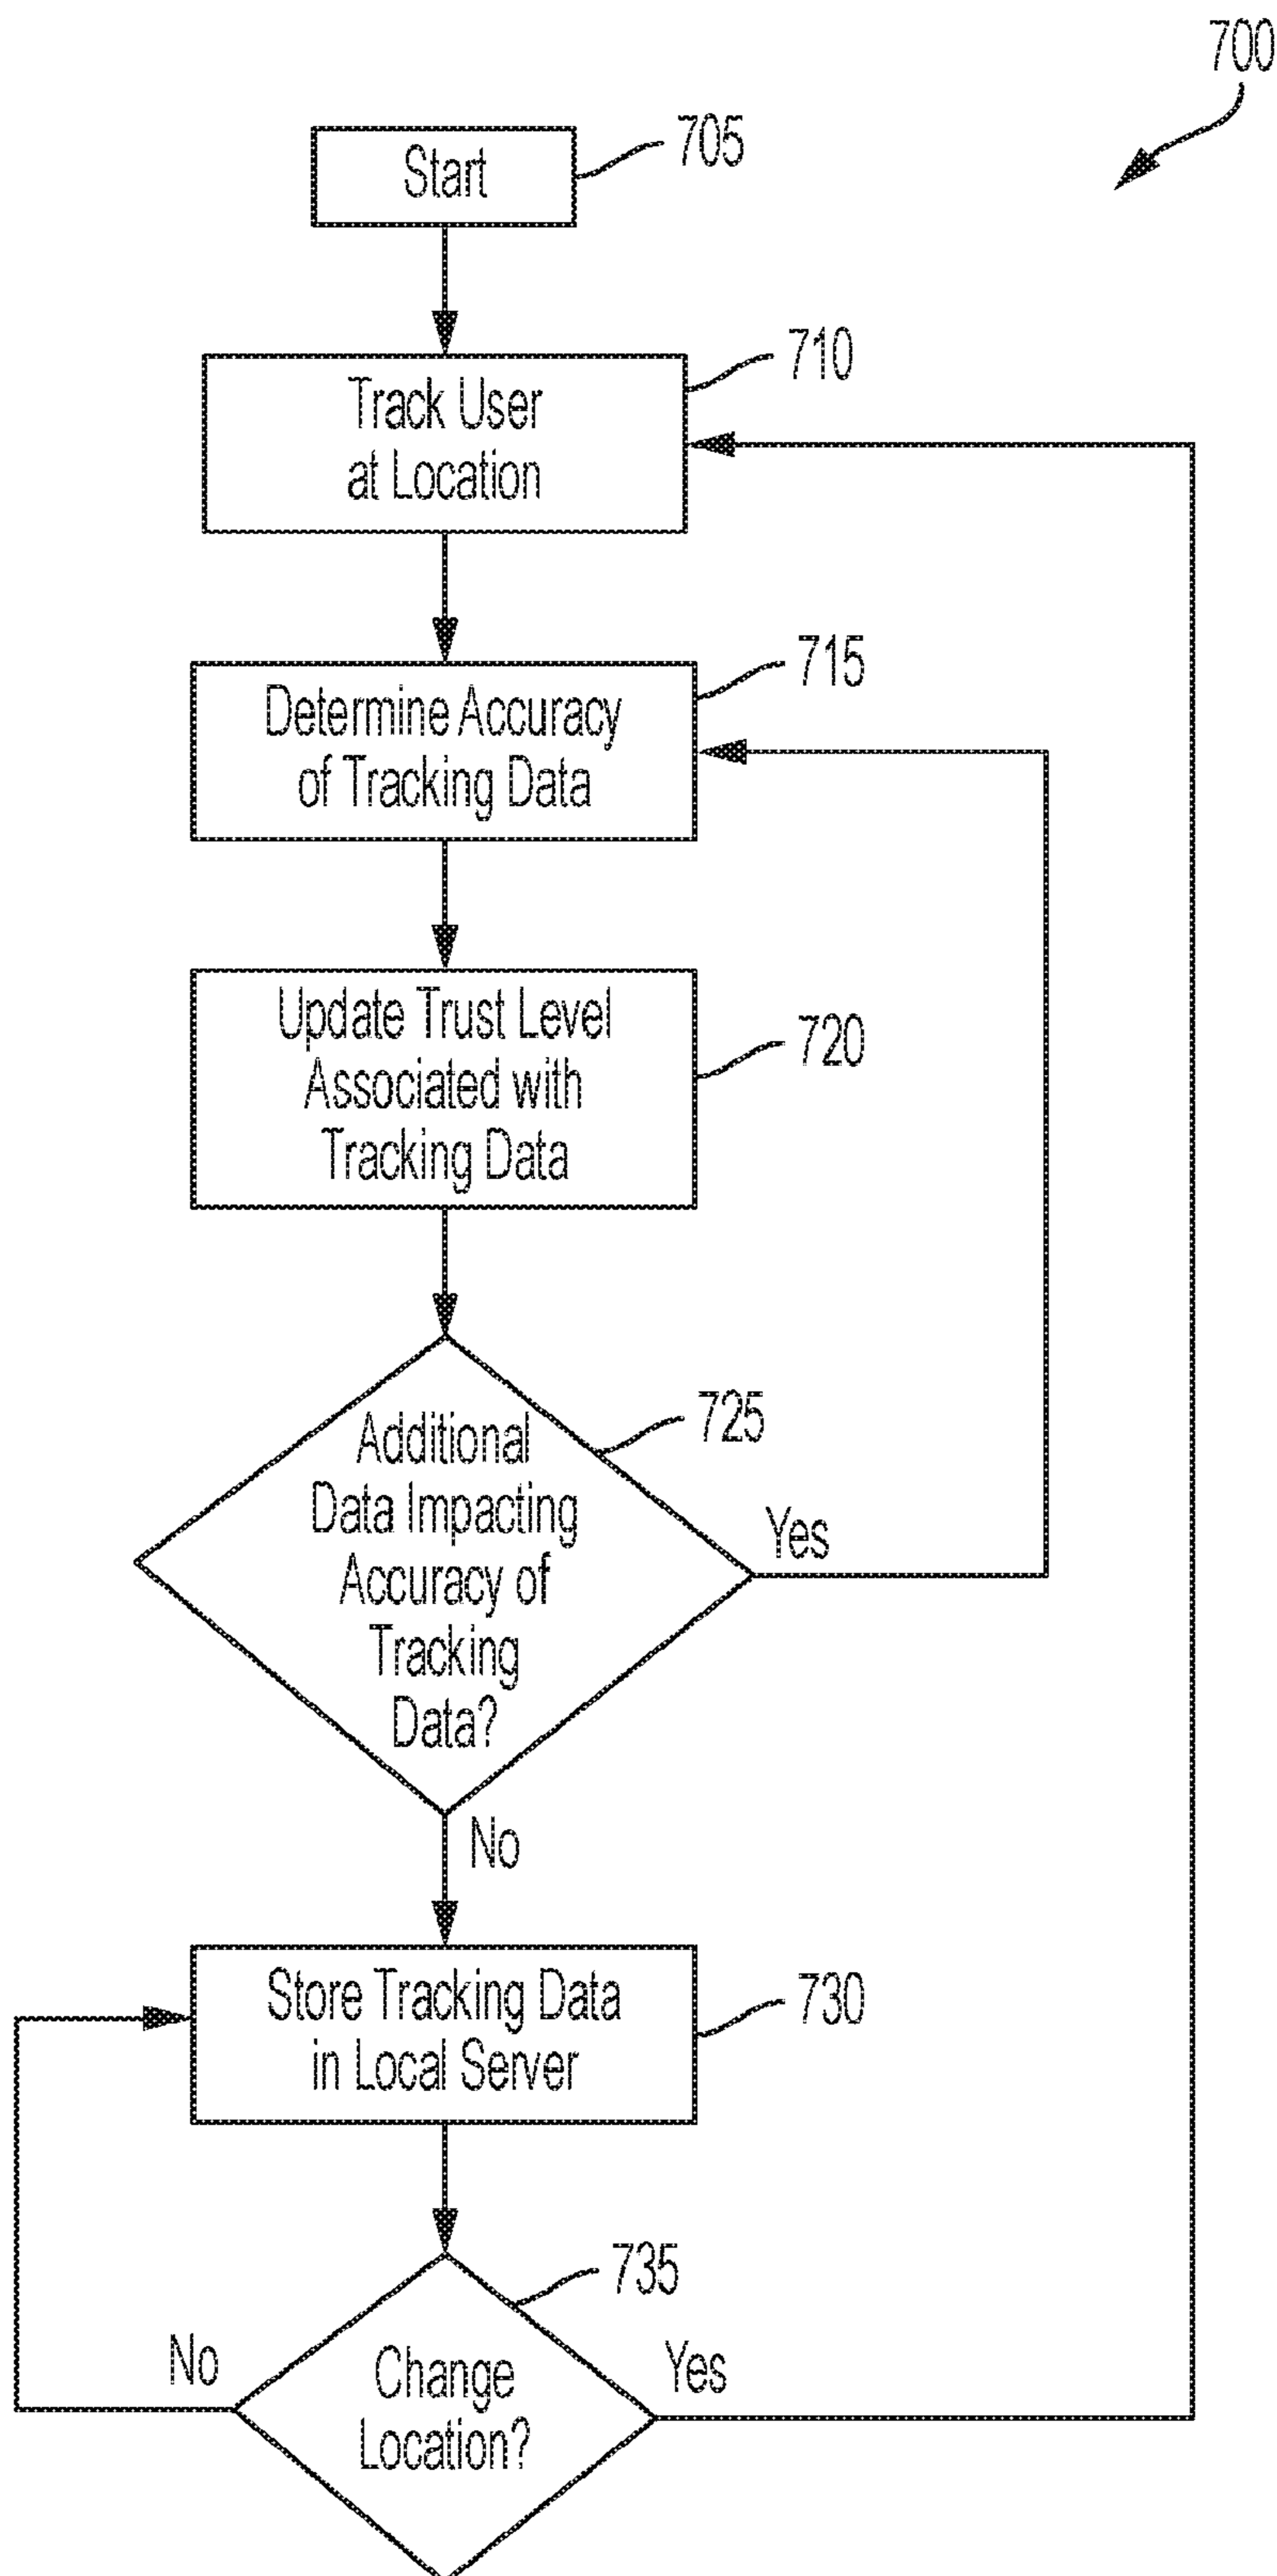 700
Start
705
Track User
at Location
710
Determine Accuracy
of Tracking Data
715
Update Trust Level
Associated with
Tracking Data
720
Additional
Data Impacting
Accuracy of
Tracking
Data?
725
Yes
No
Store Tracking Data
in Local Server
730
Change
Location?
735
No
Yes